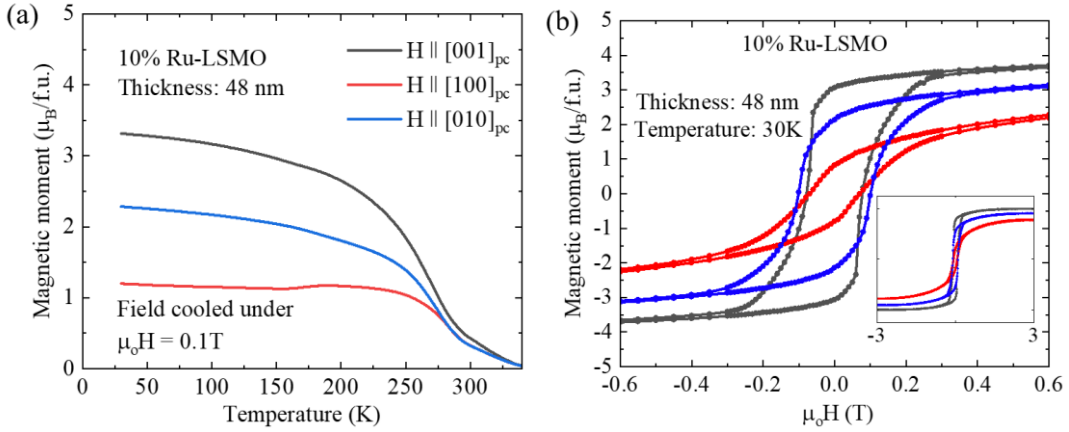 (a)
10% Ru-LSMO
Thickness: 48 nm
H ǁ [001]pc
H ǁ [100]pc
H ǁ [010]pc
Field cooled under
μoH = 0.1T
Magnetic moment (μB/f.u.)
5
4
3
2
1
0
0 50 100 150 200 250 300
Temperature (K)
(b)
10% Ru-LSMO
Thickness: 48 nm
Temperature: 30K
Magnetic moment (μB/f.u.)
5
4
3
2
1
0
-1
-2
-3
-4
-5
-3 3
-0.6 -0.4 -0.2 0.0 0.2 0.4 0.6
μoH (T)